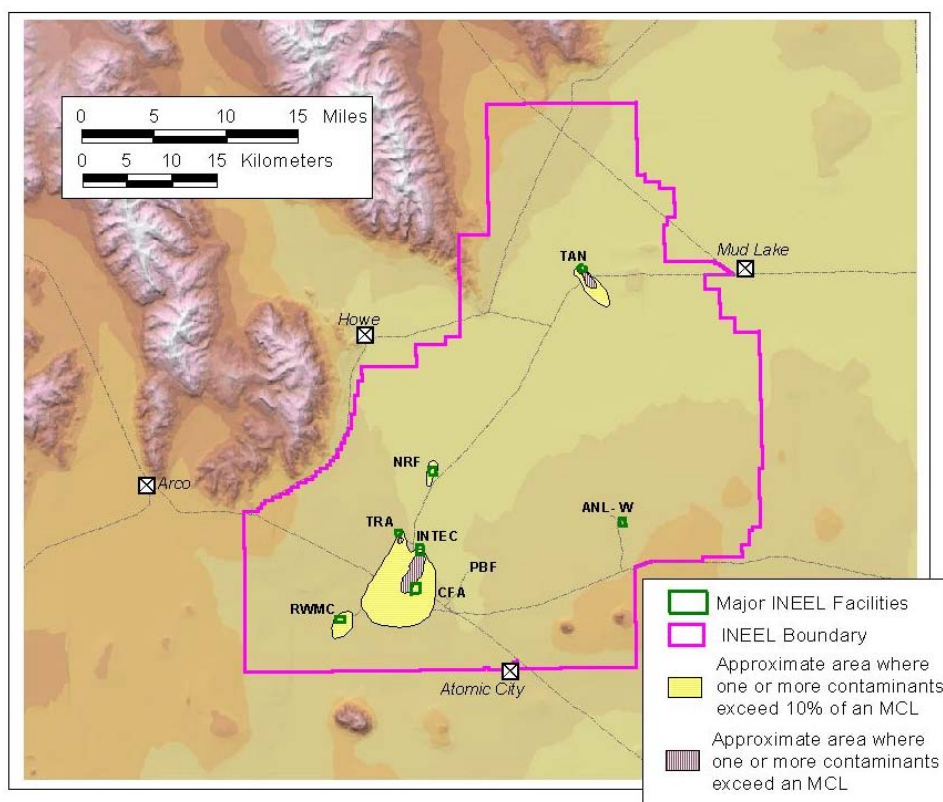 0 5 10 15 Miles
0 5 10 15 Kilometers
TAN
Mud Lake
Howe
NRF
Arco
ANL-W
TRA
INTEC
PBF
CFA
RWMC
Atomic City
Major INEEL Facilities
INEEL Boundary
Approximate area where
one or more contaminants
exceed 10% of an MCL
Approximate area where
one or more contaminants
exceed an MCL